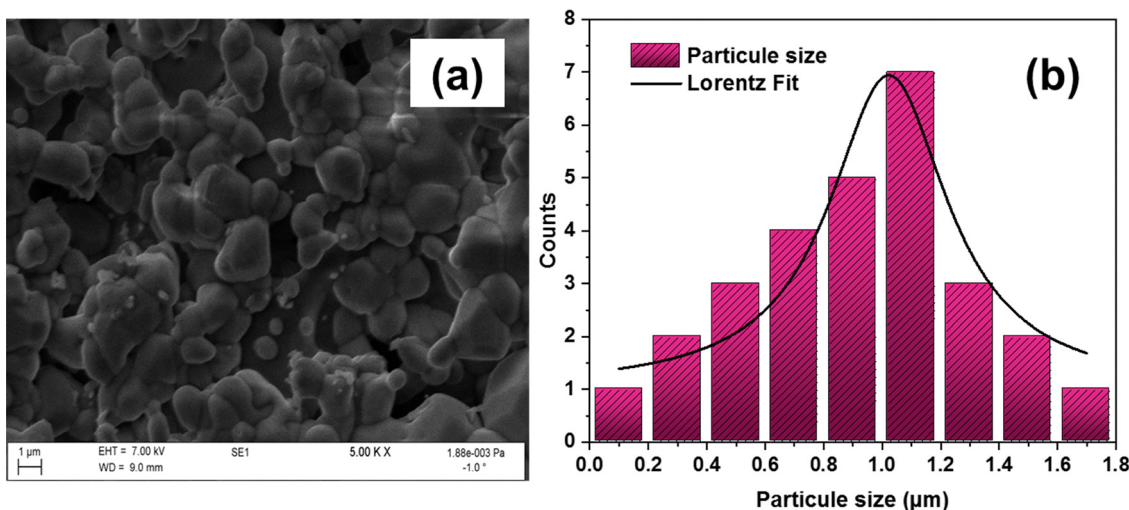 (a)
1 µm
EHT = 7.00 kV
SE1
5.00 K X
1.88e-003 Pa
WD = 9.0 mm
-1.0 °
(b)
Particule size
Lorentz Fit
Counts
8
7
6
5
4
3
2
1
0
0.0 0.2 0.4 0.6 0.8 1.0 1.2 1.4 1.6 1.8
Particule size (µm)